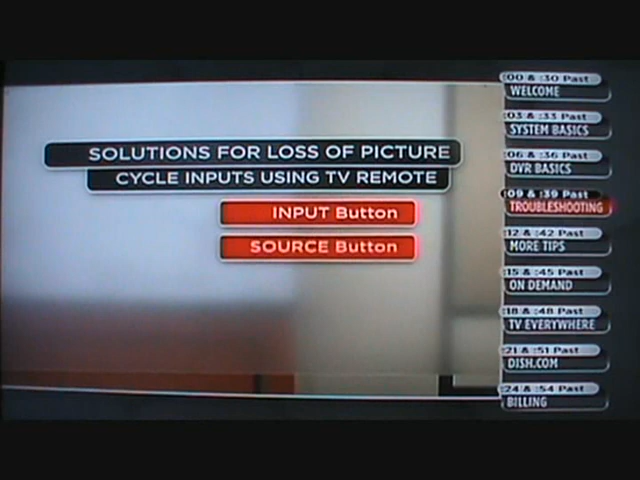 SOLUTIONS FOR LOSS OF PICTURE
CYCLE INPUTS USING TV REMOTE
INPUT Button
SOURCE Button
:00 & :30 Past
WELCOME
:03 & :33 Past
SYSTEM BASICS
:06 & :36 Past
DVR BASICS
:09 & :39 Past
TROUBLESHOOTING
:12 & :42 Past
MORE TIPS
:15 & :45 Past
ON DEMAND
:18 & :48 Past
TV EVERYWHERE
:21 & :51 Past
DISH.COM
:24 & :54 Past
BILLING